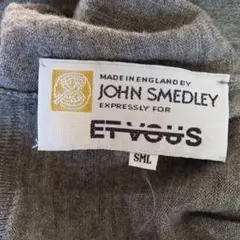 MADE IN ENGLAND BY
JOHN SMEDLEY
EXPRESSLY FOR
ET VOUS
SML